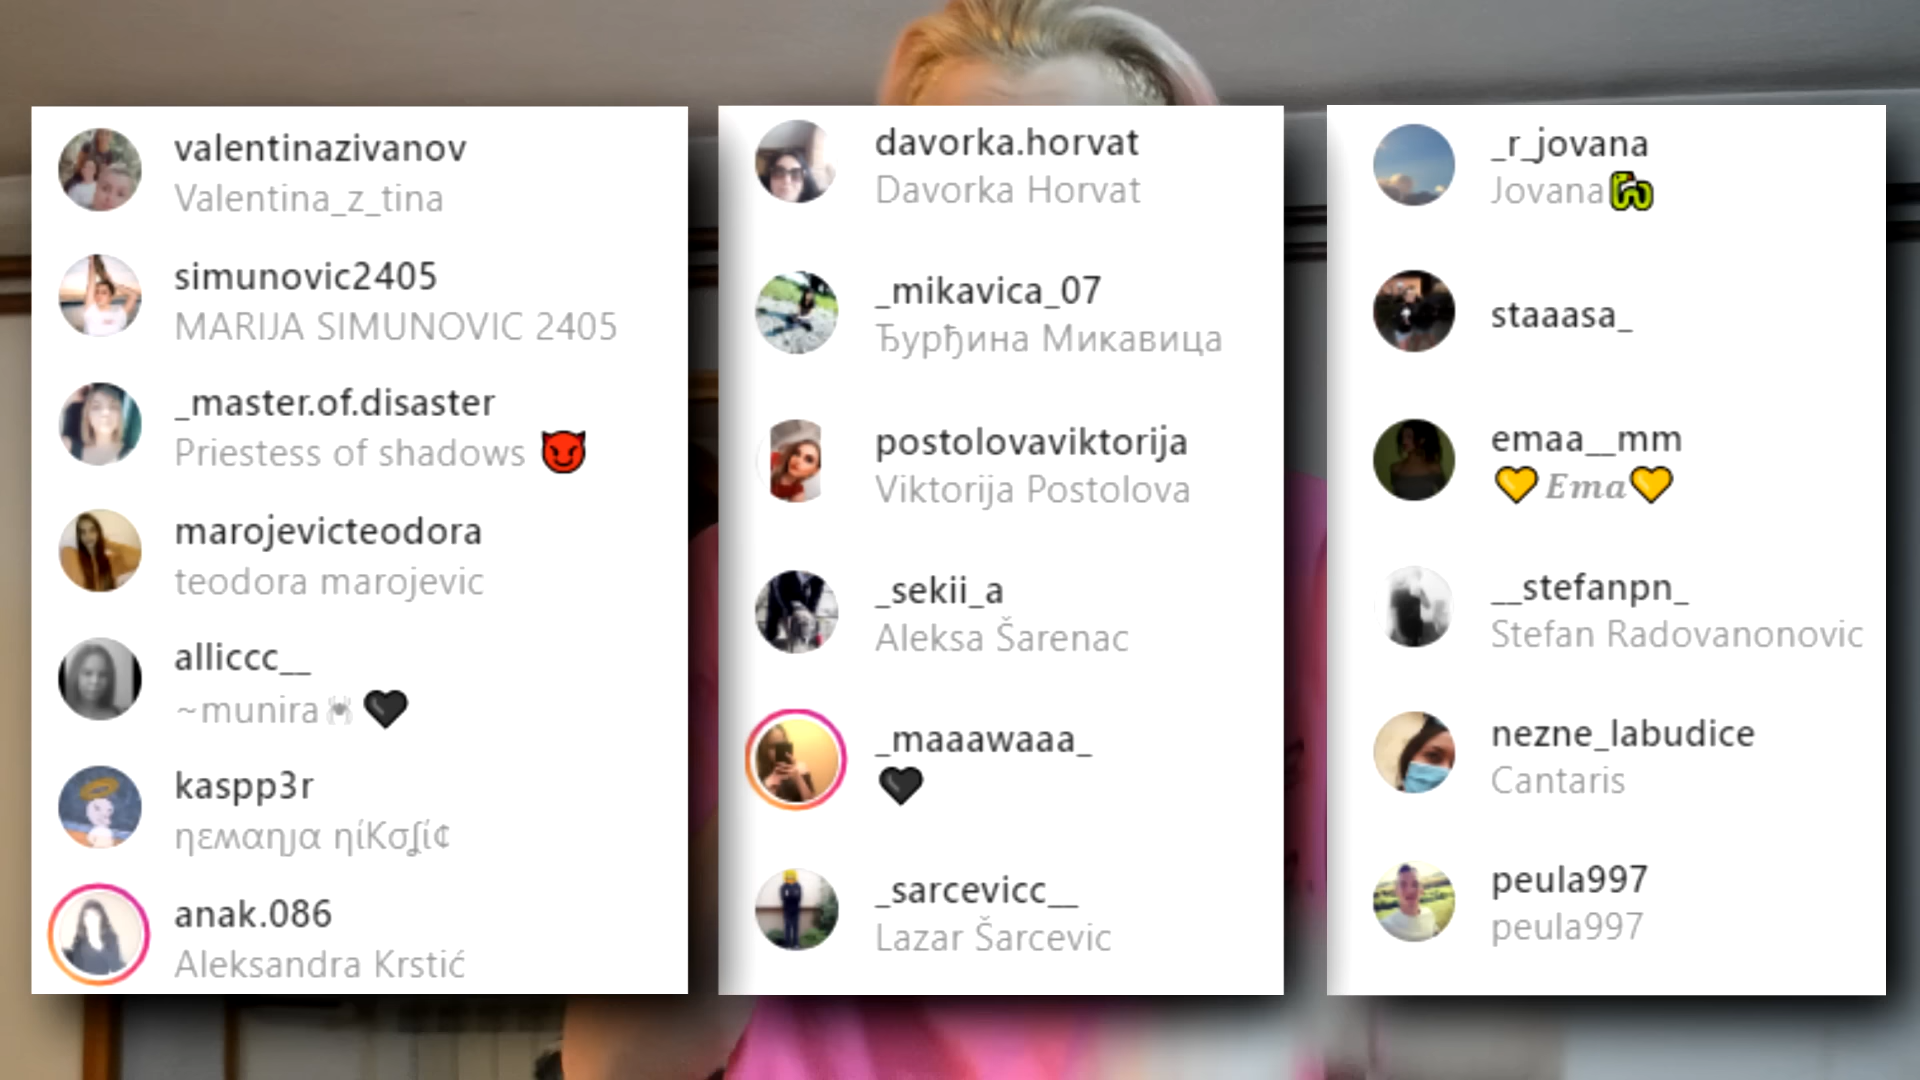 valentinazivanov
Valentina_z_tina
simunovic2405
MARIJA SIMUNOVIC 2405
_master.of.disaster
Priestess of shadows 😈
marojevicteodora
teodora marojevic
alliccc__
~munira🕷🖤
kaspp3r
ηεмαηנα ηίKσʆί¢
anak.086
Aleksandra Krstić
davorka.horvat
Davorka Horvat
_mikavica_07
Ђурђина Микавица
postolovaviktorija
Viktorija Postolova
_sekii_a
Aleksa Šarenac
_maaawaaa_
🖤
_sarcevicc__
Lazar Šarcevic
_r_jovana
Jovana🐍
staaasa_
emaa__mm
💛Ema💛
__stefanpn_
Stefan Radovanonovic
nezne_labudice
Cantaris
peula997
peula997